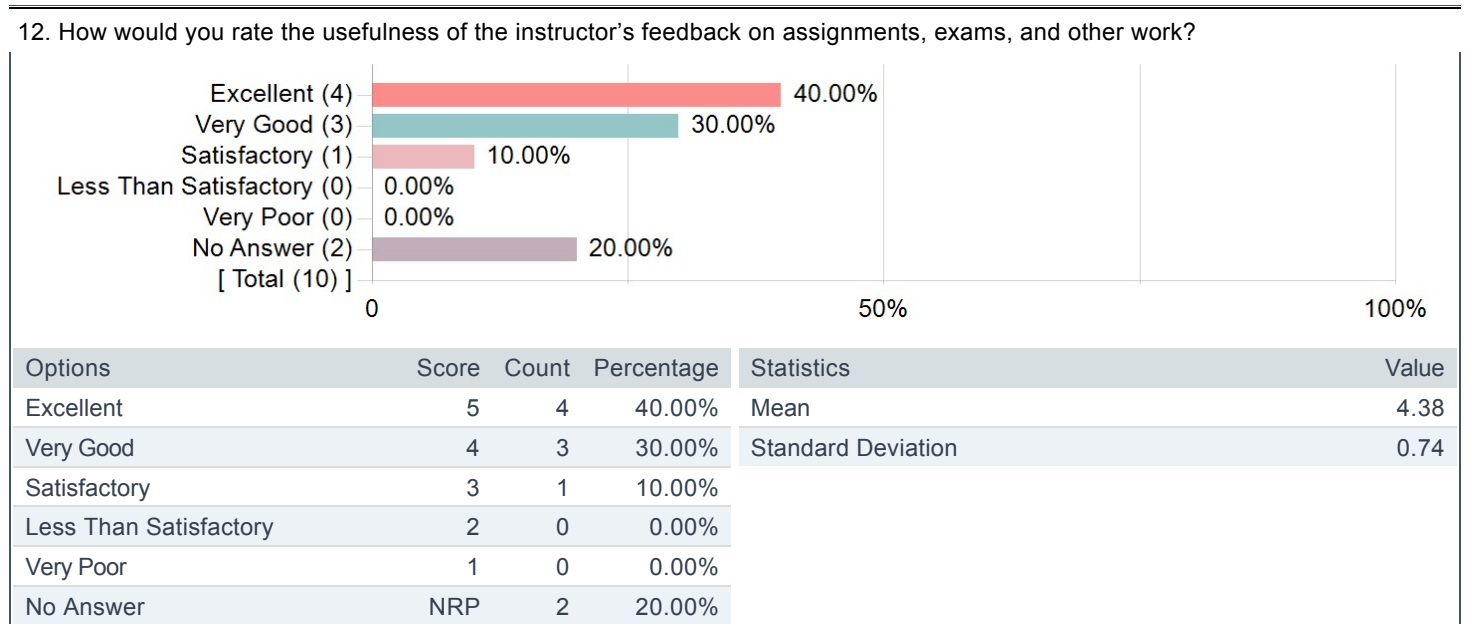 12. How would you rate the usefulness of the instructor’s feedback on assignments, exams, and other work?
Excellent (4) 40.00%
Very Good (3) 30.00%
Satisfactory (1) 10.00%
Less Than Satisfactory (0) 0.00%
Very Poor (0) 0.00%
No Answer (2) 20.00%
[ Total (10) ]
0 50% 100%
Options Score Count Percentage
Excellent 5 4 40.00%
Very Good 4 3 30.00%
Satisfactory 3 1 10.00%
Less Than Satisfactory 2 0 0.00%
Very Poor 1 0 0.00%
No Answer NRP 2 20.00%
Statistics Value
Mean 4.38
Standard Deviation 0.74